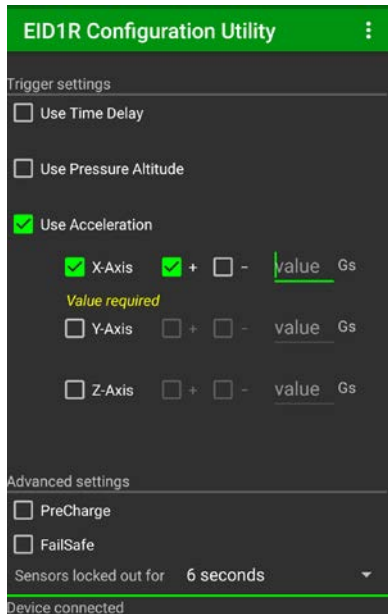 EID1R Configuration Utility
Trigger settings
Use Time Delay
Use Pressure Altitude
Use Acceleration
X-Axis + - value Gs
Value required
Y-Axis + - value Gs
Z-Axis + - value Gs
Advanced settings
PreCharge
FailSafe
Sensors locked out for 6 seconds
Device connected